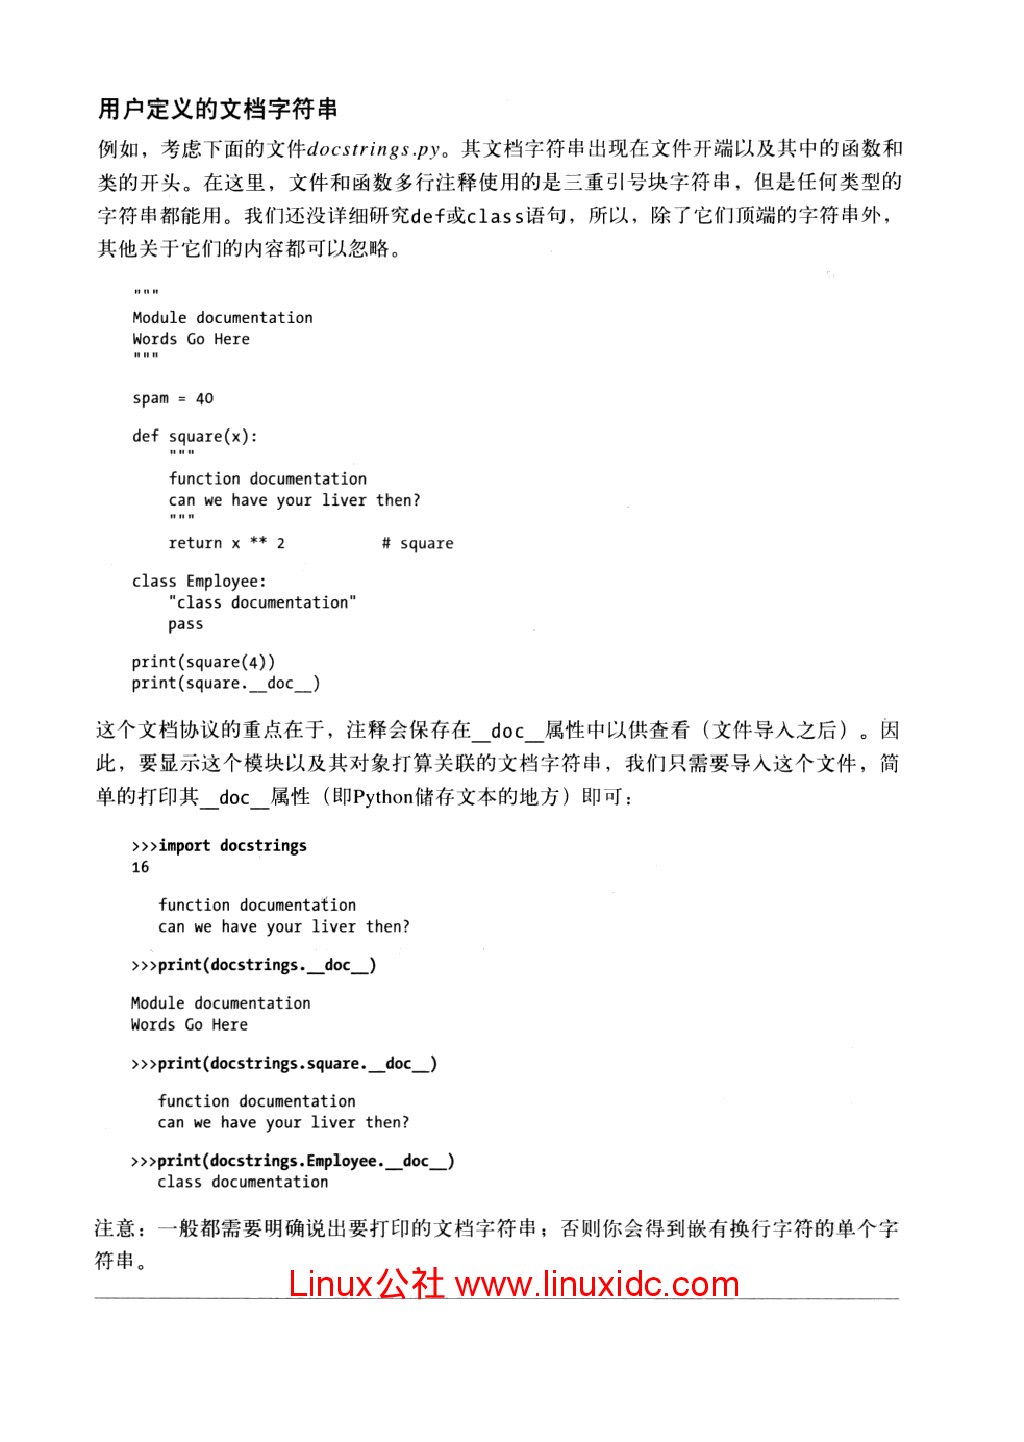 用户定义的文档字符串
例如，考虑下面的文件docstrings.py。其文档字符串出现在文件开端以及其中的函数和
类的开头。在这里，文件和函数多行注释使用的是三重引号块字符串，但是任何类型的
字符串都能用。我们还没详细研究def或class语句，所以，除了它们顶端的字符串外，
其他关于它们的内容都可以忽略。
"""
Module documentation
Words Go Here
"""
spam = 40
def square(x):
    """
    function documentation
    can we have your liver then?
    """
    return x ** 2           # square
class Employee:
    "class documentation"
    pass
print(square(4))
print(square.__doc__)
这个文档协议的重点在于，注释会保存在__doc__属性中以供查看（文件导入之后）。因
此，要显示这个模块以及其对象打算关联的文档字符串，我们只需要导入这个文件，简
单的打印其__doc__属性（即Python储存文本的地方）即可：
>>>import docstrings
16
   function documentation
   can we have your liver then?
>>>print(docstrings.__doc__)
Module documentation
Words Go Here
>>>print(docstrings.square.__doc__)
   function documentation
   can we have your liver then?
>>>print(docstrings.Employee.__doc__)
   class documentation
注意：一般都需要明确说出要打印的文档字符串；否则你会得到嵌有换行字符的单个字
符串。
Linux公社 www.linuxidc.com